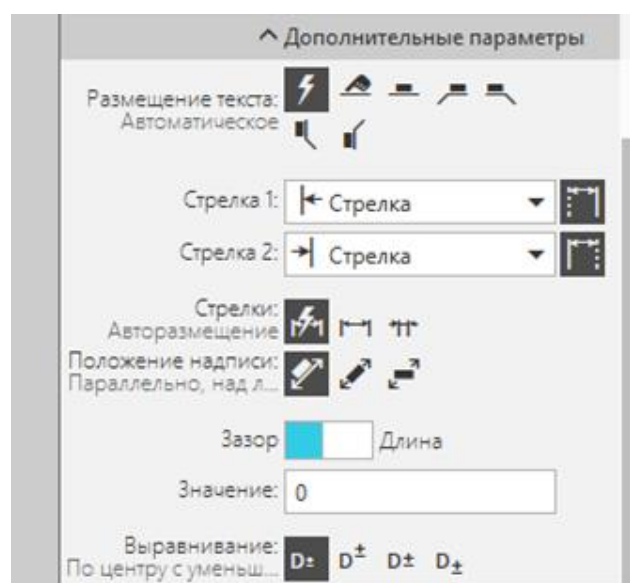 Дополнительные параметры
Размещение текста:
Автоматическое
Стрелка 1: Стрелка
Стрелка 2: Стрелка
Стрелки:
Авторазмещение
Положение надписи:
Параллельно, над л...
Зазор Длина
Значение: 0
Выравнивание:
По центру с уменьш... D± D± D± D±